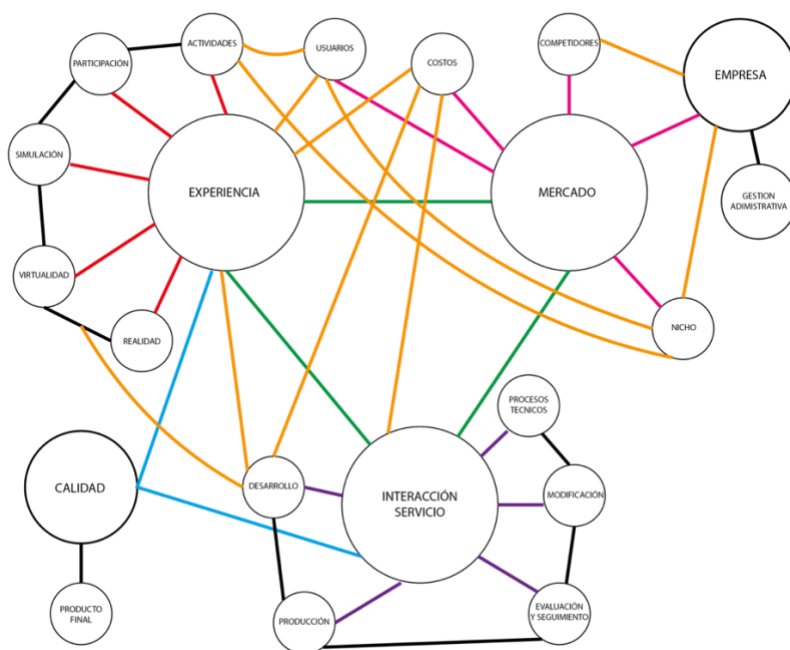 ACTIVIDADES
USUARIOS
COSTOS
COMPETIDORES
PARTICIPACIÓN
EMPRESA
SIMULACIÓN
EXPERIENCIA
MERCADO
GESTION
ADIMISTRATIVA
VIRTUALIDAD
REALIDAD
NICHO
PROCESOS
TECNICOS
CALIDAD
DESARROLLO
INTERACCIÓN
SERVICIO
MODIFICACIÓN
PRODUCTO
FINAL
PRODUCCIÓN
EVALUACIÓN
Y SEGUIMIENTO